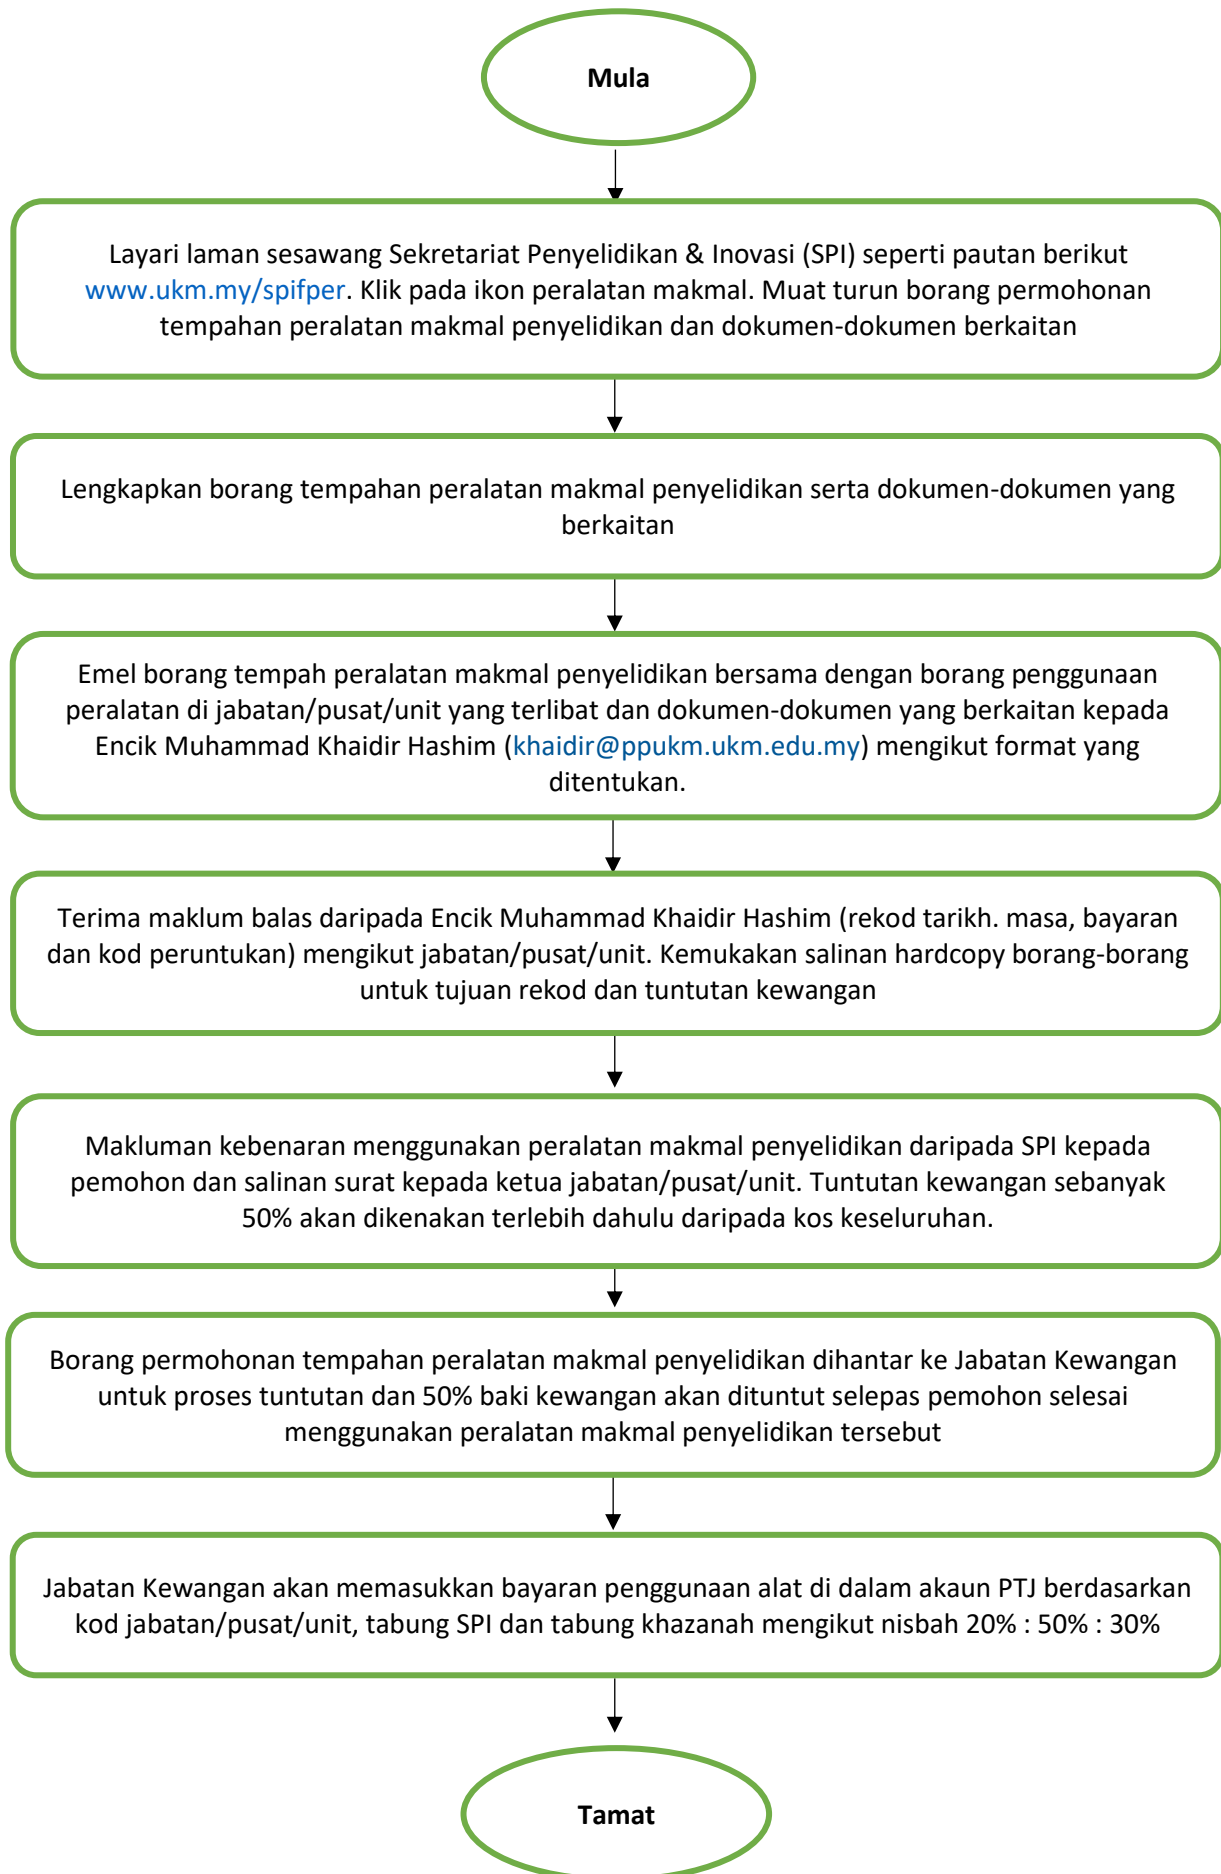 Mula
Layari laman sesawang Sekretariat Penyelidikan & Inovasi (SPI) seperti pautan berikut
www.ukm.my/spifper. Klik pada ikon peralatan makmal. Muat turun borang permohonan
tempahan peralatan makmal penyelidikan dan dokumen-dokumen berkaitan
Lengkapkan borang tempahan peralatan makmal penyelidikan serta dokumen-dokumen yang
berkaitan
Emel borang tempah peralatan makmal penyelidikan bersama dengan borang penggunaan
peralatan di jabatan/pusat/unit yang terlibat dan dokumen-dokumen yang berkaitan kepada
Encik Muhammad Khaidir Hashim (khaidir@ppukm.ukm.edu.my) mengikut format yang
ditentukan.
Terima maklum balas daripada Encik Muhammad Khaidir Hashim (rekod tarikh. masa, bayaran
dan kod peruntukan) mengikut jabatan/pusat/unit. Kemukakan salinan hardcopy borang-borang
untuk tujuan rekod dan tuntutan kewangan
Makluman kebenaran menggunakan peralatan makmal penyelidikan daripada SPI kepada
pemohon dan salinan surat kepada ketua jabatan/pusat/unit. Tuntutan kewangan sebanyak
50% akan dikenakan terlebih dahulu daripada kos keseluruhan.
Borang permohonan tempahan peralatan makmal penyelidikan dihantar ke Jabatan Kewangan
untuk proses tuntutan dan 50% baki kewangan akan dituntut selepas pemohon selesai
menggunakan peralatan makmal penyelidikan tersebut
Jabatan Kewangan akan memasukkan bayaran penggunaan alat di dalam akaun PTJ berdasarkan
kod jabatan/pusat/unit, tabung SPI dan tabung khazanah mengikut nisbah 20% : 50% : 30%
Tamat